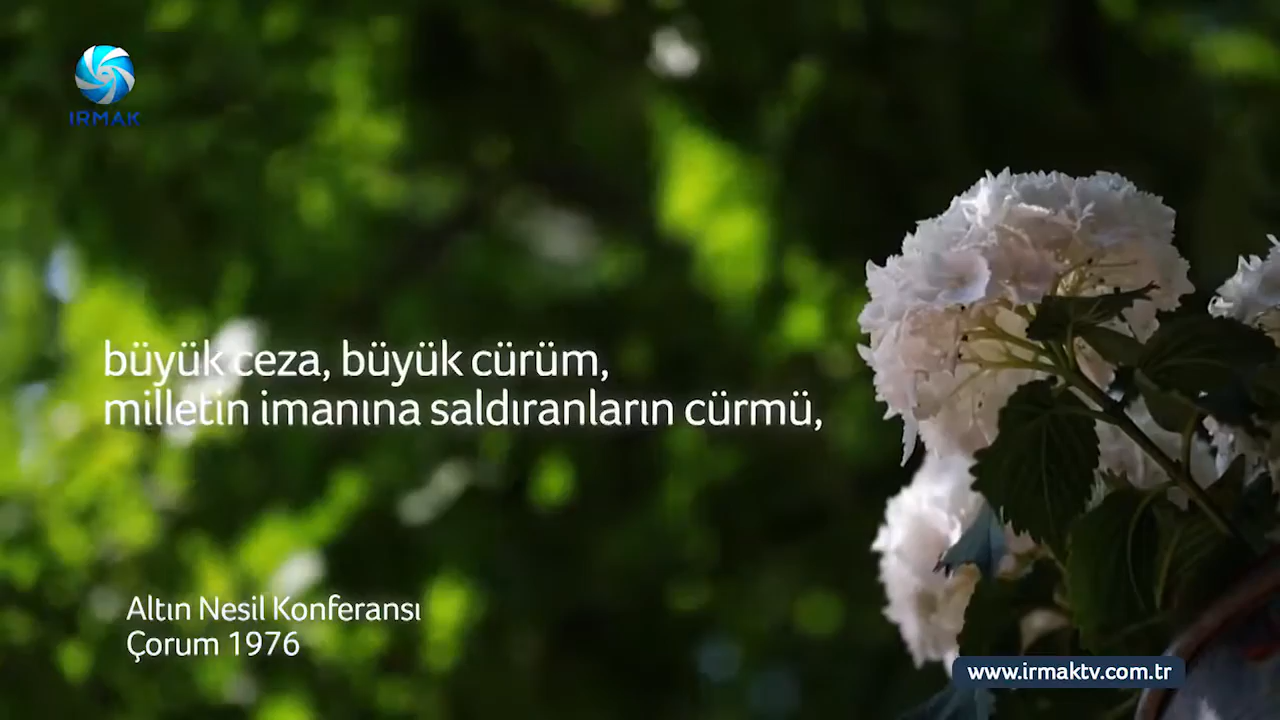 IRMAK
büyük ceza, büyük cürüm,
milletin imanına saldıranların cürmü,
Altın Nesil Konferansı
Çorum 1976
www.irmaktv.com.tr